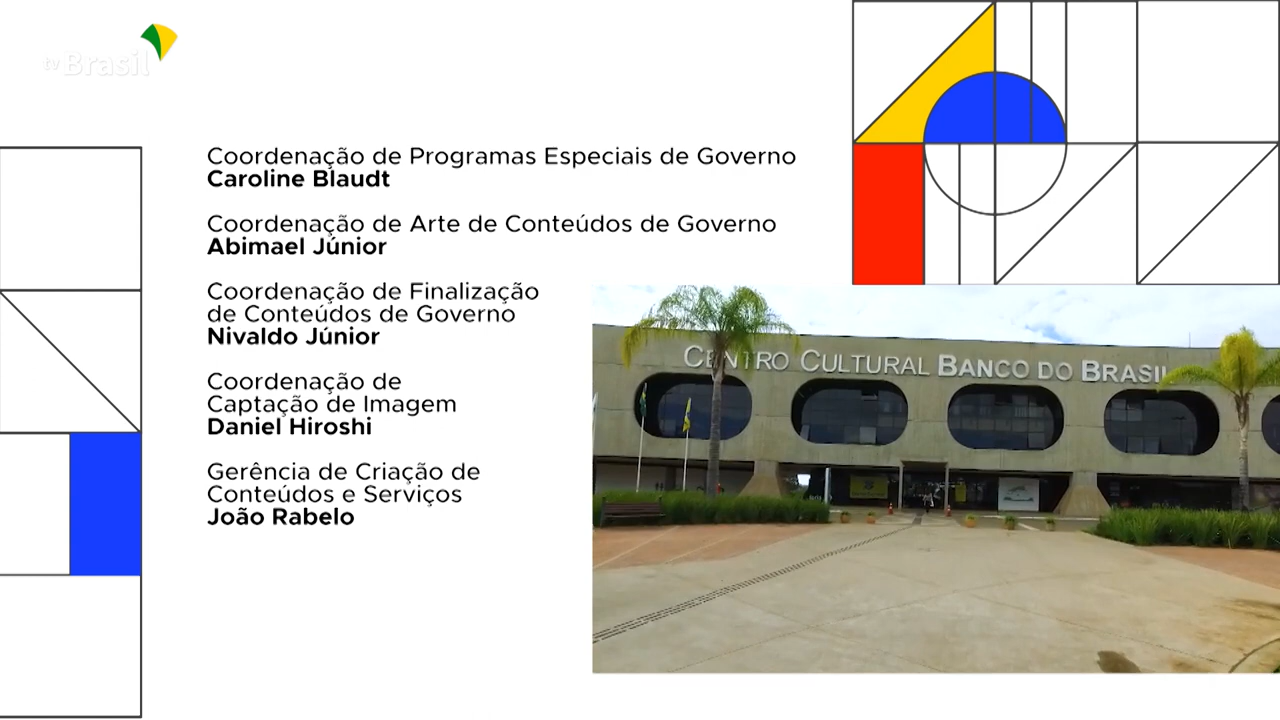 tv Brasil
Coordenação de Programas Especiais de Governo
Caroline Blaudt
Coordenação de Arte de Conteúdos de Governo
Abimael Júnior
Coordenação de Finalização
de Conteúdos de Governo
Nivaldo Júnior
Coordenação de
Captação de Imagem
Daniel Hiroshi
Gerência de Criação de
Conteúdos e Serviços
João Rabelo
CENTRO CULTURAL BANCO DO BRASIL